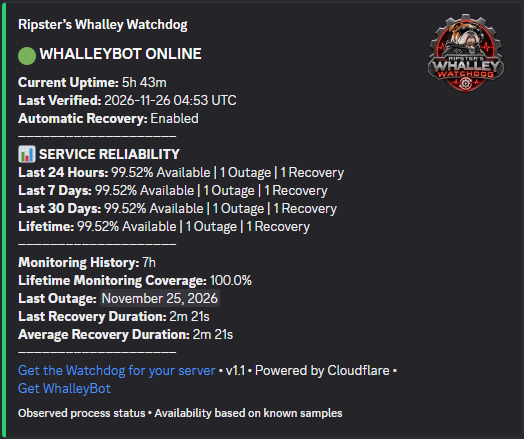 Ripster's Whalley Watchdog
RIPSTER'S
WHALLEY
WATCHDOG
WHALLEYBOT ONLINE
Current Uptime: 5h 43m
Last Verified: 2026-11-26 04:53 UTC
Automatic Recovery: Enabled
SERVICE RELIABILITY
Last 24 Hours: 99.52% Available | 1 Outage | 1 Recovery
Last 7 Days: 99.52% Available | 1 Outage | 1 Recovery
Last 30 Days: 99.52% Available | 1 Outage | 1 Recovery
Lifetime: 99.52% Available | 1 Outage | 1 Recovery
Monitoring History: 7h
Lifetime Monitoring Coverage: 100.0%
Last Outage: November 25, 2026
Last Recovery Duration: 2m 21s
Average Recovery Duration: 2m 21s
Get the Watchdog for your server • v1.1 • Powered by Cloudflare •
Get WhalleyBot
Observed process status • Availability based on known samples